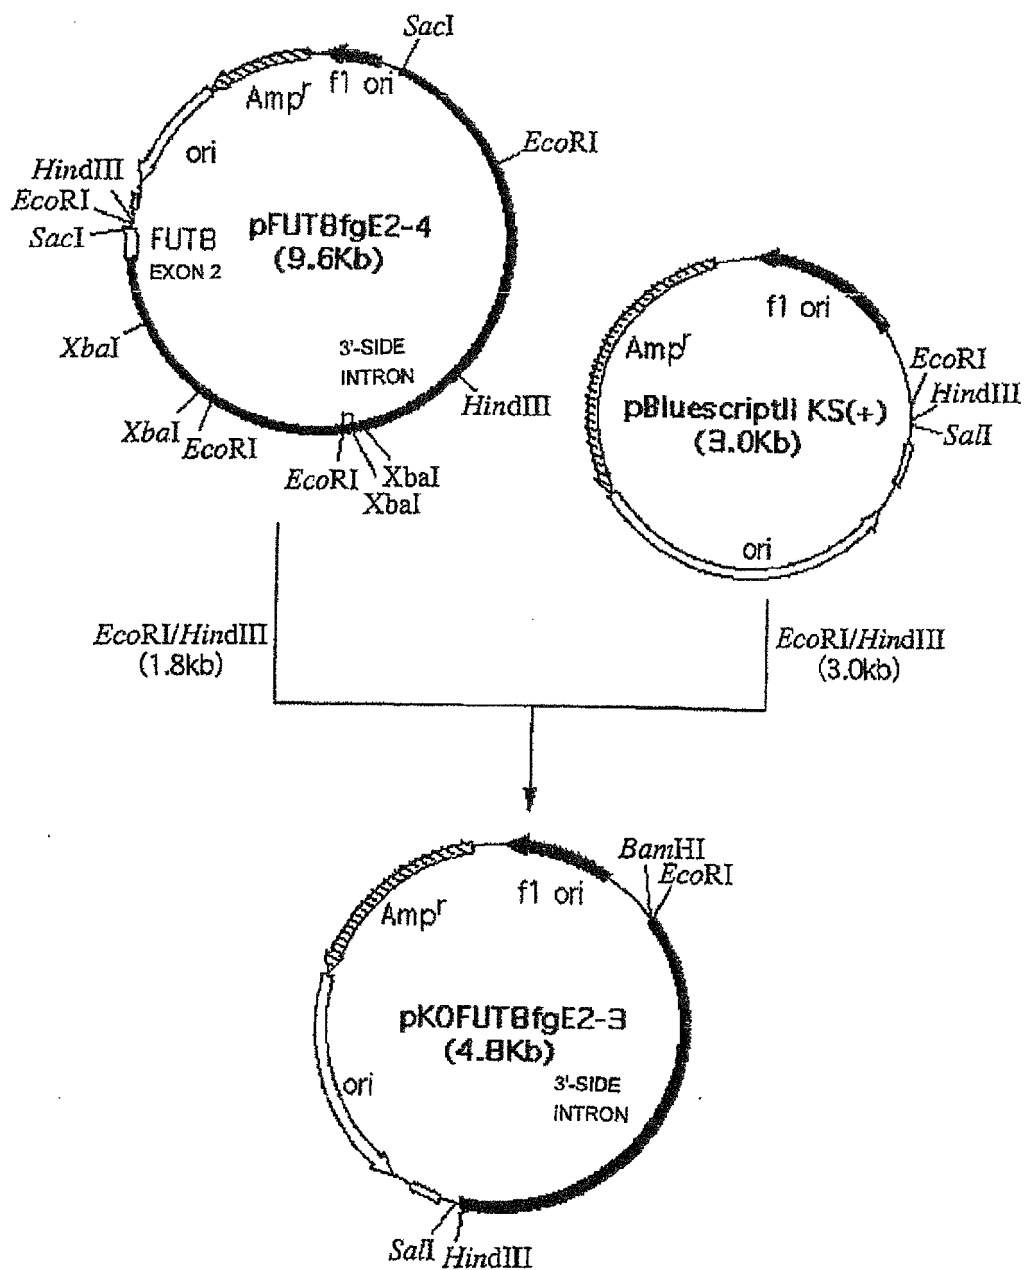 SacI
f1 ori
Ampr
EcoRI
ori
HindIII
EcoRI
SacI
pFUT8fgE2-4
(9.6Kb)
FUT8
EXON 2
XbaI
3'-SIDE
INTRON
HindIII
XbaI
EcoRI
EcoRI
XbaI
XbaI
f1 ori
Ampr
EcoRI
HindIII
SalI
pBluescriptII KS(+)
(3.0Kb)
ori
EcoRI/HindIII
(1.8kb)
EcoRI/HindIII
(3.0kb)
BamHI
EcoRI
f1 ori
Ampr
pKOFUT8fgE2-3
(4.8Kb)
ori
3'-SIDE
INTRON
SalI HindIII